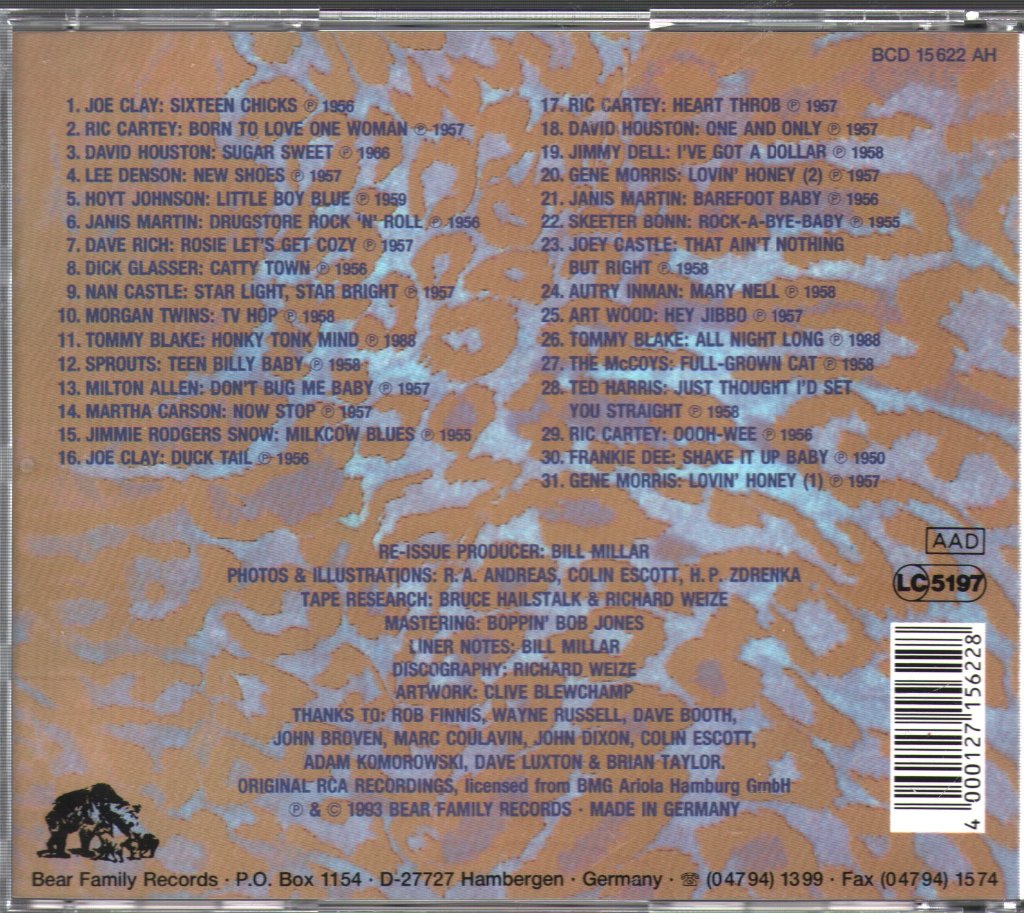 BCD 15622 AH
1. JOE CLAY: SIXTEEN CHICKS ℗ 1956
2. RIC CARTEY: BORN TO LOVE ONE WOMAN ℗ 1957
3. DAVID HOUSTON: SUGAR SWEET ℗ 1966
4. LEE DENSON: NEW SHOES ℗ 1957
5. HOYT JOHNSON: LITTLE BOY BLUE ℗ 1959
6. JANIS MARTIN: DRUGSTORE ROCK 'N' ROLL ℗ 1956
7. DAVE RICH: ROSIE LET'S GET COZY ℗ 1957
8. DICK GLASSER: CATTY TOWN ℗ 1956
9. NAN CASTLE: STAR LIGHT, STAR BRIGHT ℗ 1957
10. MORGAN TWINS: TV HOP ℗ 1958
11. TOMMY BLAKE: HONKY TONK MIND ℗ 1988
12. SPROUTS: TEEN BILLY BABY ℗ 1958
13. MILTON ALLEN: DON'T BUG ME BABY ℗ 1957
14. MARTHA CARSON: NOW STOP ℗ 1957
15. JIMMIE RODGERS SNOW: MILKCOW BLUES ℗ 1955
16. JOE CLAY: DUCK TAIL ℗ 1956
17. RIC CARTEY: HEART THROB ℗ 1957
18. DAVID HOUSTON: ONE AND ONLY ℗ 1957
19. JIMMY DELL: I'VE GOT A DOLLAR ℗ 1958
20. GENE MORRIS: LOVIN' HONEY (2) ℗ 1957
21. JANIS MARTIN: BAREFOOT BABY ℗ 1956
22. SKEETER BONN: ROCK-A-BYE-BABY ℗ 1955
23. JOEY CASTLE: THAT AIN'T NOTHING
BUT RIGHT ℗ 1958
24. AUTRY INMAN: MARY NELL ℗ 1958
25. ART WOOD: HEY JIBBO ℗ 1957
26. TOMMY BLAKE: ALL NIGHT LONG ℗ 1988
27. THE McCOYS: FULL-GROWN CAT ℗ 1958
28. TED HARRIS: JUST THOUGHT I'D SET
YOU STRAIGHT ℗ 1958
29. RIC CARTEY: OOOH-WEE ℗ 1956
30. FRANKIE DEE: SHAKE IT UP BABY ℗ 1950
31. GENE MORRIS: LOVIN' HONEY (1) ℗ 1957
AAD
LC 5197
RE-ISSUE PRODUCER: BILL MILLAR
PHOTOS & ILLUSTRATIONS: R. A. ANDREAS, COLIN ESCOTT, H. P. ZDRENKA
TAPE RESEARCH: BRUCE HAILSTALK & RICHARD WEIZE
MASTERING: BOPPIN' BOB JONES
LINER NOTES: BILL MILLAR
DISCOGRAPHY: RICHARD WEIZE
ARTWORK: CLIVE BLEWCHAMP
THANKS TO: ROB FINNIS, WAYNE RUSSELL, DAVE BOOTH,
JOHN BROVEN, MARC COULAVIN, JOHN DIXON, COLIN ESCOTT,
ADAM KOMOROWSKI, DAVE LUXTON & BRIAN TAYLOR.
ORIGINAL RCA RECORDINGS, licensed from BMG Ariola Hamburg GmbH
℗ & © 1993 BEAR FAMILY RECORDS · MADE IN GERMANY
4 000127 156228
Bear Family Records · P.O. Box 1154 · D-27727 Hambergen · Germany · ☏ (04794) 1399 · Fax (04794) 1574